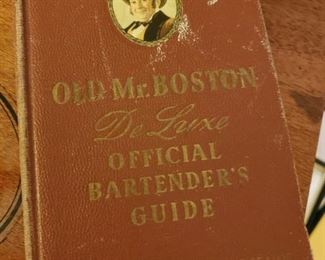 OLD MR. BOSTON
De Luxe
OFFICIAL
BARTENDER'S
GUIDE